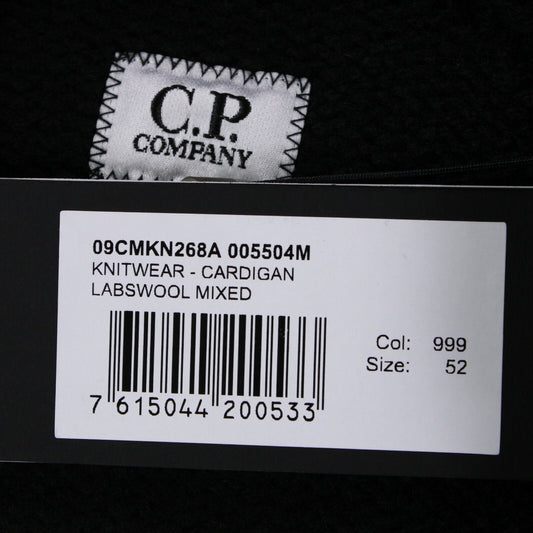 C.P.
COMPANY
09CMKN268A 005504M
KNITWEAR - CARDIGAN
LABSWOOL MIXED
Col: 999
Size: 52
7 615044 200533